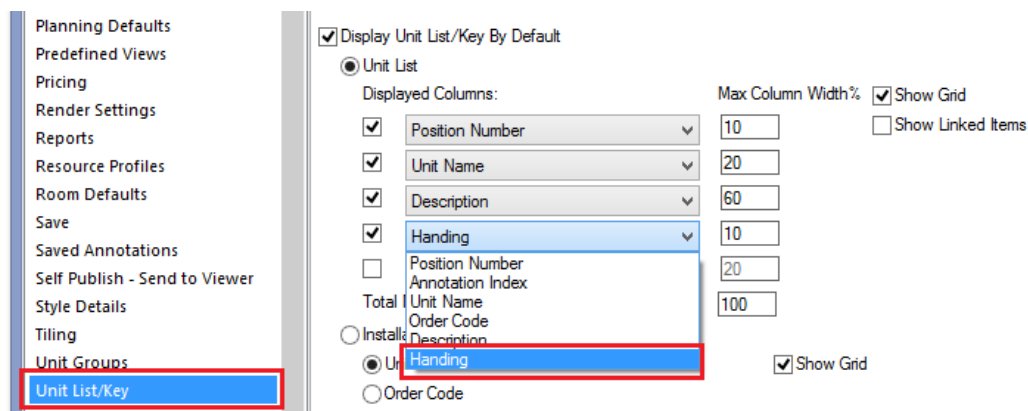 Planning Defaults
Predefined Views
Pricing
Render Settings
Reports
Resource Profiles
Room Defaults
Save
Saved Annotations
Self Publish - Send to Viewer
Style Details
Tiling
Unit Groups
Unit List/Key
Display Unit List/Key By Default
Unit List
Displayed Columns: Max Column Width% Show Grid
Position Number 10 Show Linked Items
Unit Name 20
Description 60
Handing 10
Position Number
Annotation Index
20
Unit Name
Total 100
Order Code
Description
Handing
Show Grid
Order Code